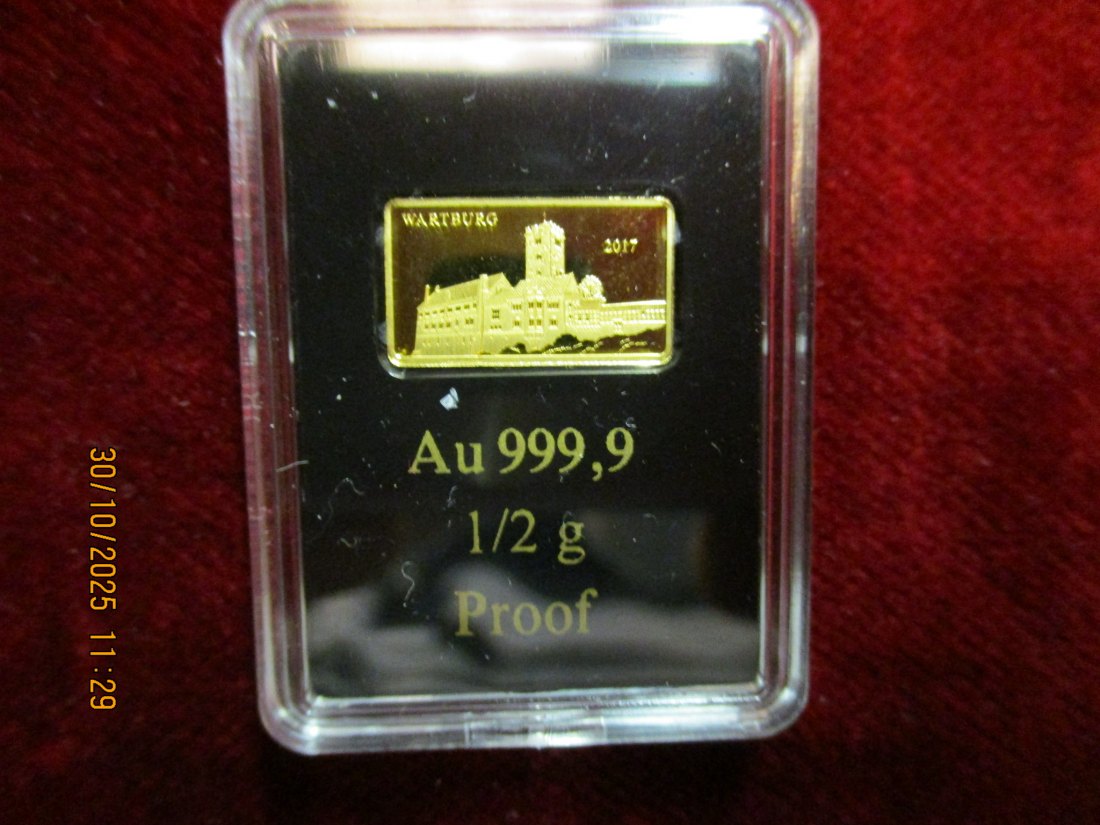 WARTBURG
2017
Au 999,9
1/2 g
Proof
30/10/2025 11:29